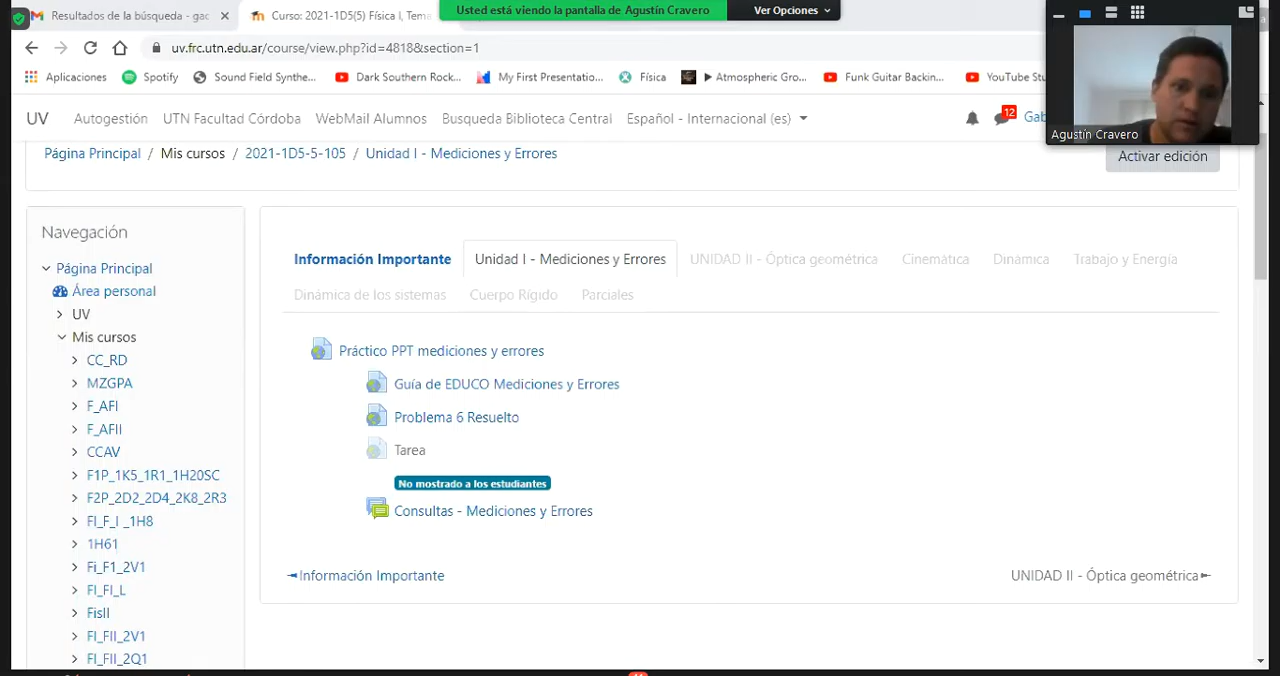 Resultados de la búsqueda - gac
Curso: 2021-1D5(5) Física I, Tem
Usted está viendo la pantalla de Agustín Cravero
Ver Opciones
uv.frc.utn.edu.ar/course/view.php?id=4818&section=1
Aplicaciones
Spotify
Sound Field Synthe...
Dark Southern Rock...
My First Presentatio...
Física
Atmospheric Gro...
Funk Guitar Backin...
YouTube Stu
UV
Autogestión
UTN Facultad Córdoba
WebMail Alumnos
Busqueda Biblioteca Central
Español - Internacional (es)
12
Gab
Agustín Cravero
Página Principal / Mis cursos / 2021-1D5-5-105 / Unidad I - Mediciones y Errores
Activar edición
Navegación
Página Principal
Área personal
UV
Mis cursos
CC_RD
MZGPA
F_AFI
F_AFII
CCAV
F1P_1K5_1R1_1H20SC
F2P_2D2_2D4_2K8_2R3
FI_F_I _1H8
1H61
Fi_F1_2V1
FI_FI_L
FisII
FI_FII_2V1
FI_FII_2Q1
Información Importante
Unidad I - Mediciones y Errores
UNIDAD II - Óptica geométrica
Cinemática
Dinámica
Trabajo y Energía
Dinámica de los sistemas
Cuerpo Rígido
Parciales
Práctico PPT mediciones y errores
Guía de EDUCO Mediciones y Errores
Problema 6 Resuelto
Tarea
No mostrado a los estudiantes
Consultas - Mediciones y Errores
◄Información Importante
UNIDAD II - Óptica geométrica►